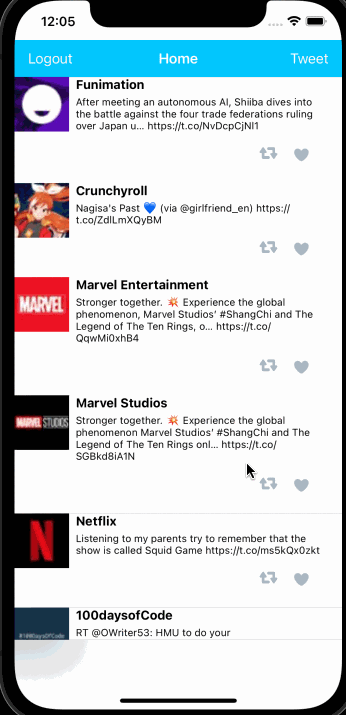 12:05
Logout Home Tweet
Funimation
After meeting an autonomous AI, Shiiba dives into
the battle against the four trade federations ruling
over Japan u... https://t.co/NvDcpCjNI1
Crunchyroll
Nagisa's Past 💙 (via @girlfriend_en) https://
t.co/ZdILmXQyBM
MARVEL
Marvel Entertainment
Stronger together. 💥 Experience the global
phenomenon, Marvel Studios' #ShangChi and The
Legend of The Ten Rings, o... https://t.co/
QqwMi0xhB4
MARVEL STUDIOS
Marvel Studios
Stronger together. 💥 Experience the global
phenomenon Marvel Studios' #ShangChi and The
Legend of The Ten Rings onl... https://t.co/
SGBkd8iA1N
N
Netflix
Listening to my parents try to remember that the
show is called Squid Game https://t.co/ms5kQx0zkt
#100DaysOfCode
100daysofCode
RT @OWriter53: HMU to do your